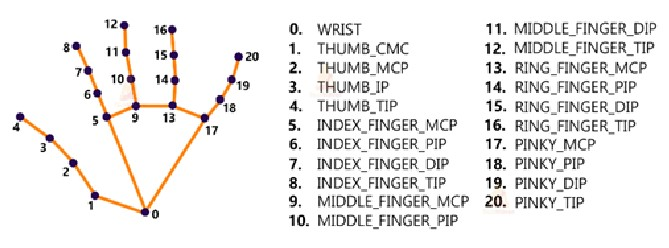 12
16
8
11
15
20
7
10
14
19
6
18
4
5
9
13
17
3
2
1
0
0. WRIST
1. THUMB_CMC
2. THUMB_MCP
3. THUMB_IP
4. THUMB_TIP
5. INDEX_FINGER_MCP
6. INDEX_FINGER_PIP
7. INDEX_FINGER_DIP
8. INDEX_FINGER_TIP
9. MIDDLE_FINGER_MCP
10. MIDDLE_FINGER_PIP
11. MIDDLE_FINGER_DIP
12. MIDDLE_FINGER_TIP
13. RING_FINGER_MCP
14. RING_FINGER_PIP
15. RING_FINGER_DIP
16. RING_FINGER_TIP
17. PINKY_MCP
18. PINKY_PIP
19. PINKY_DIP
20. PINKY_TIP